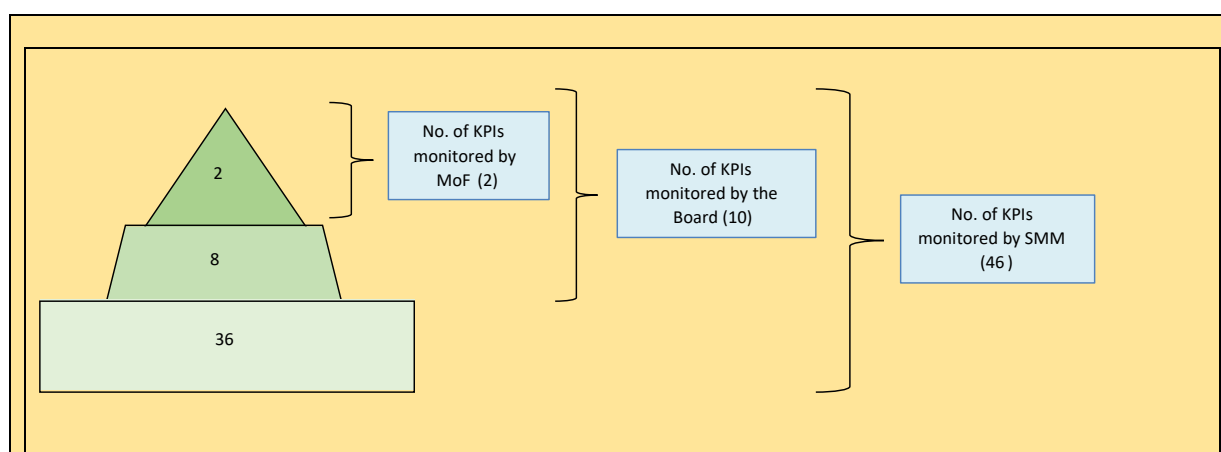 2
8
36
No. of KPIs
monitored by
MoF (2)
No. of KPIs
monitored by the
Board (10)
No. of KPIs
monitored by SMM
(46 )